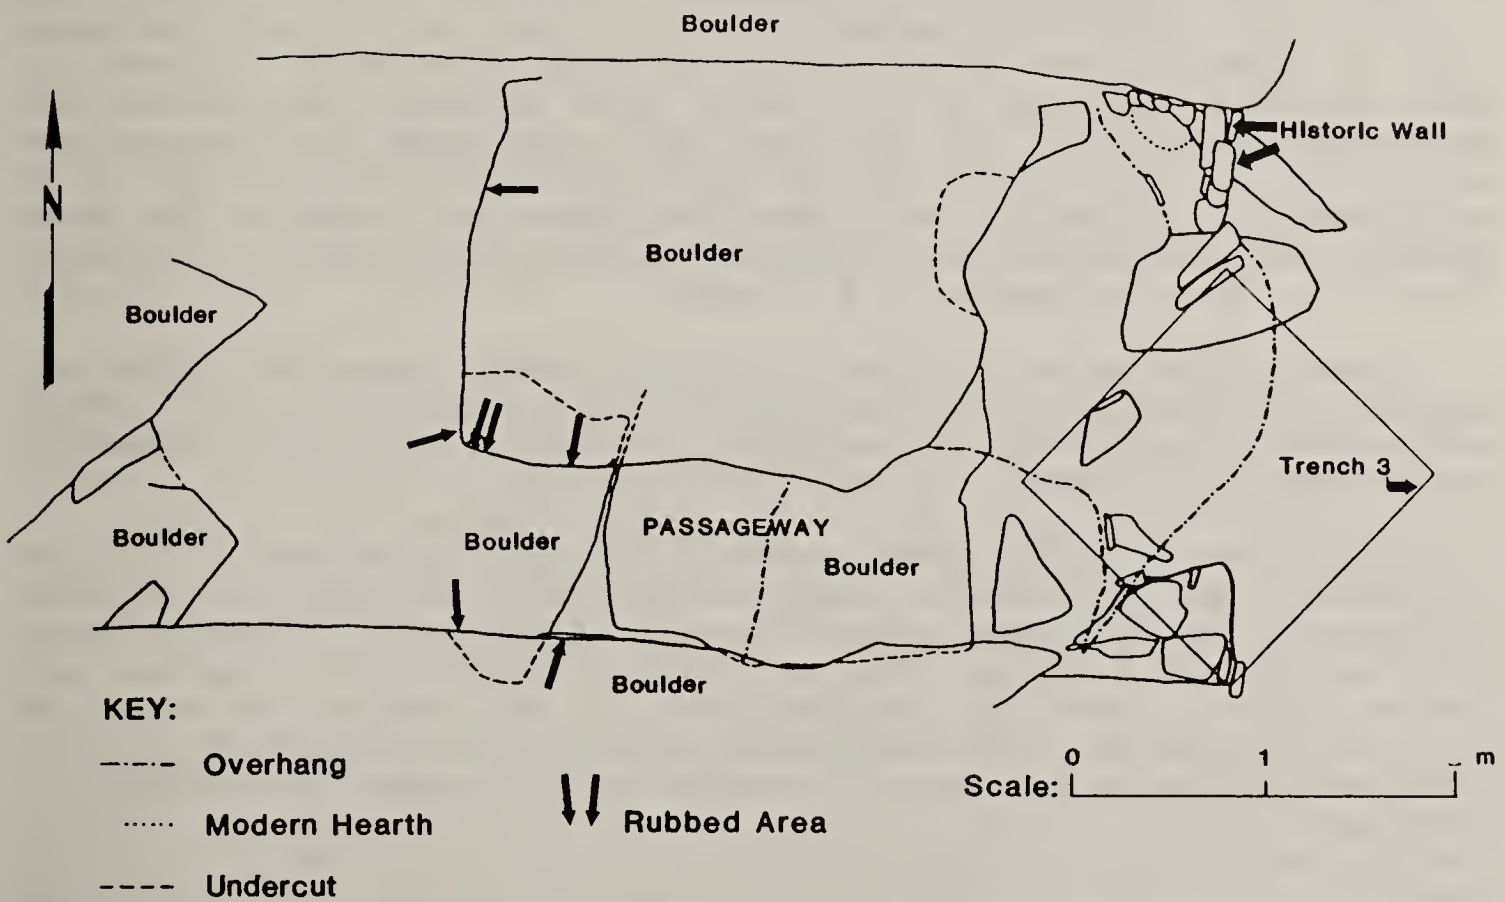 Boulder
Historic Wall
N
Boulder
Boulder
Trench 3
PASSAGEWAY
Boulder
Boulder
Boulder
Boulder
KEY:
Overhang
Modern Hearth
Undercut
Rubbed Area
0 1 m
Scale: